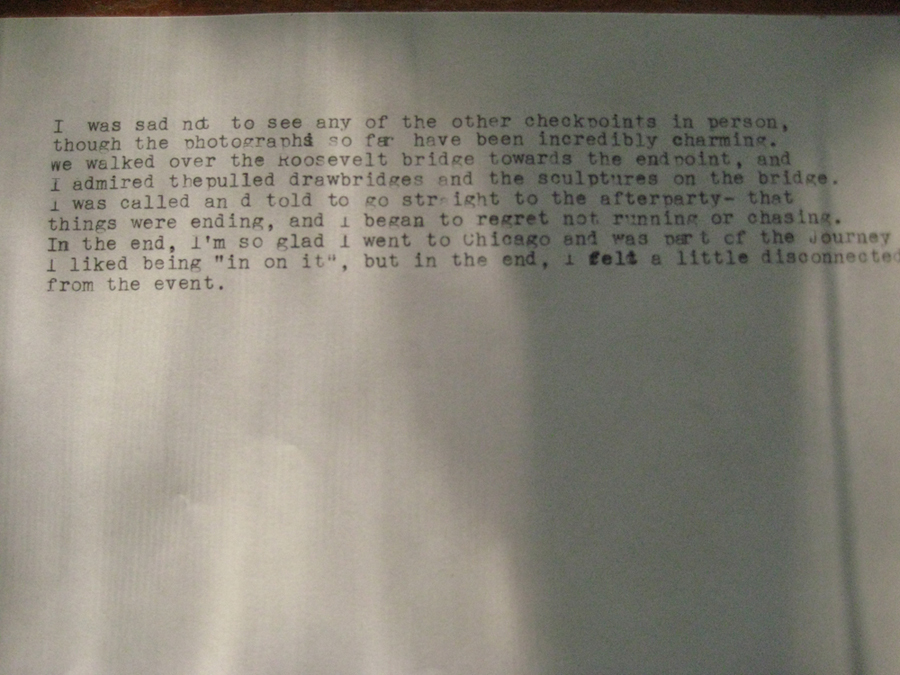 I was sad not to see any of the other checkpoints in person,
though the photographs so far have been incredibly charming.
we walked over the Roosevelt bridge towards the endpoint, and
i admired thepulled drawbridges and the sculptures on the bridge.
i was called an d told to go straight to the afterparty- that
things were ending, and i began to regret not running or chasing.
In the end, i'm so glad i went to Chicago and was part of the Journey
i liked being "in on it", but in the end, i felt a little disconnected
from the event.